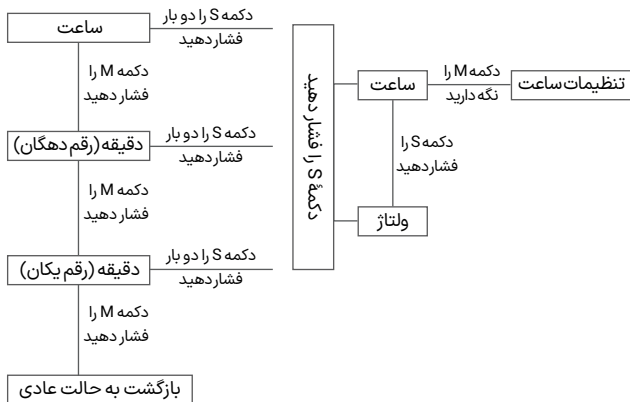 تنظیمات ساعت
دکمه M را
نگه دارید
ساعت
دکمه S را
فشار دهید
ولتاژ
دکمهٔ S را فشار دهید
ساعت
دکمه S را دو بار
فشار دهید
دکمه M را
فشار دهید
دقیقه (رقم دهگان)
دکمه S را دو بار
فشار دهید
دکمه M را
فشار دهید
دقیقه (رقم یکان)
دکمه S را دو بار
فشار دهید
دکمه M را
فشار دهید
بازگشت به حالت عادی